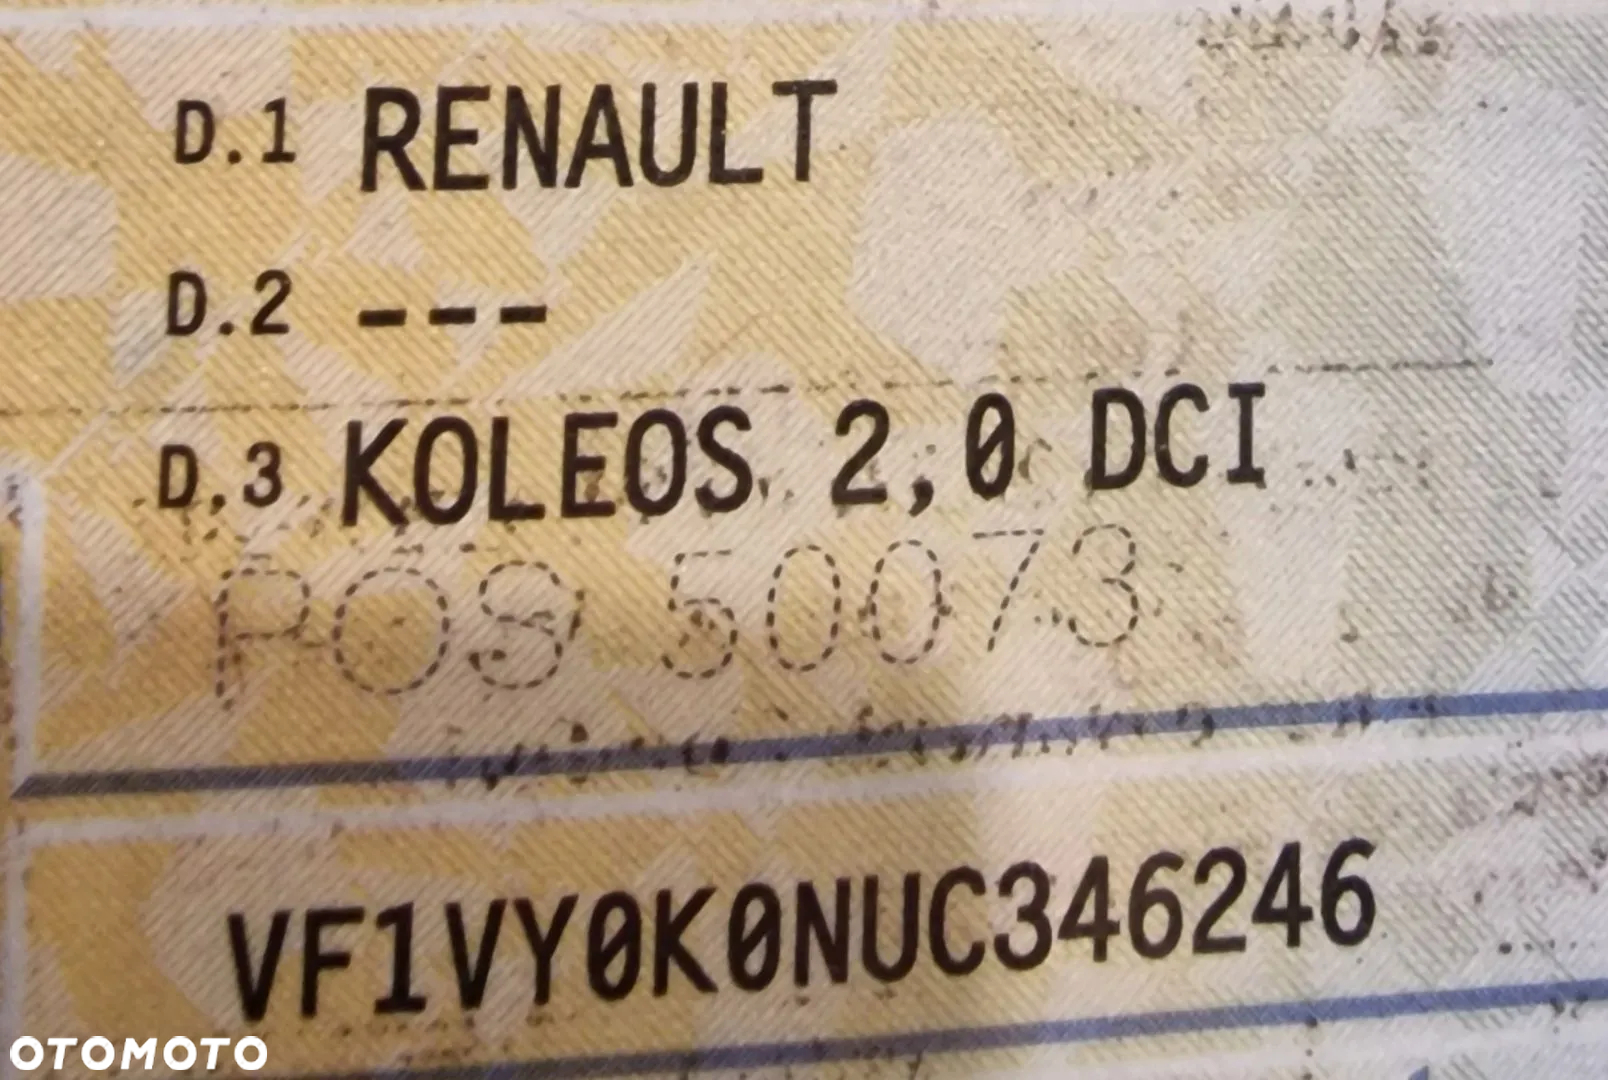 D.1 RENAULT
D.2 ---
D.3 KOLEOS 2,0 DCI
POS 50073
VF1VY0K0NUC346246
OTOMOTO